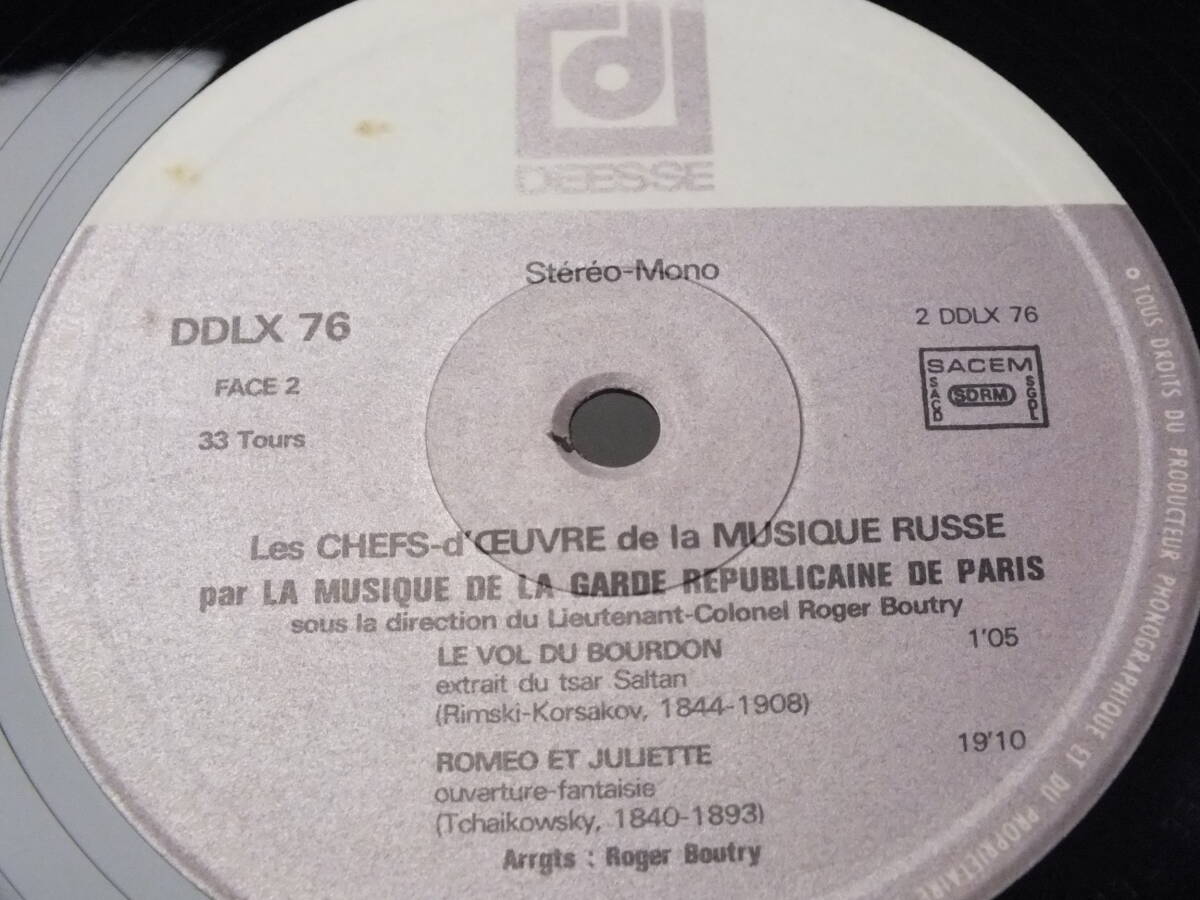 DEESSE
Stéréo-Mono
DDLX 76
2 DDLX 76
FACE 2
SACEM
SACD
SDRM
SGDL
33 Tours
Les CHEFS-d'ŒUVRE de la MUSIQUE RUSSE
par LA MUSIQUE DE LA GARDE REPUBLICAINE DE PARIS
sous la direction du Lieutenant-Colonel Roger Boutry
LE VOL DU BOURDON 1'05
extrait du tsar Saltan
(Rimski-Korsakov, 1844-1908)
ROMEO ET JULIETTE 19'10
ouverture-fantaisie
(Tchaikowsky, 1840-1893)
Arrgts : Roger Boutry
TOUS DROITS DU PRODUCTEUR PHONOGRAPHIQUE ET DU PROPRIETAIRE